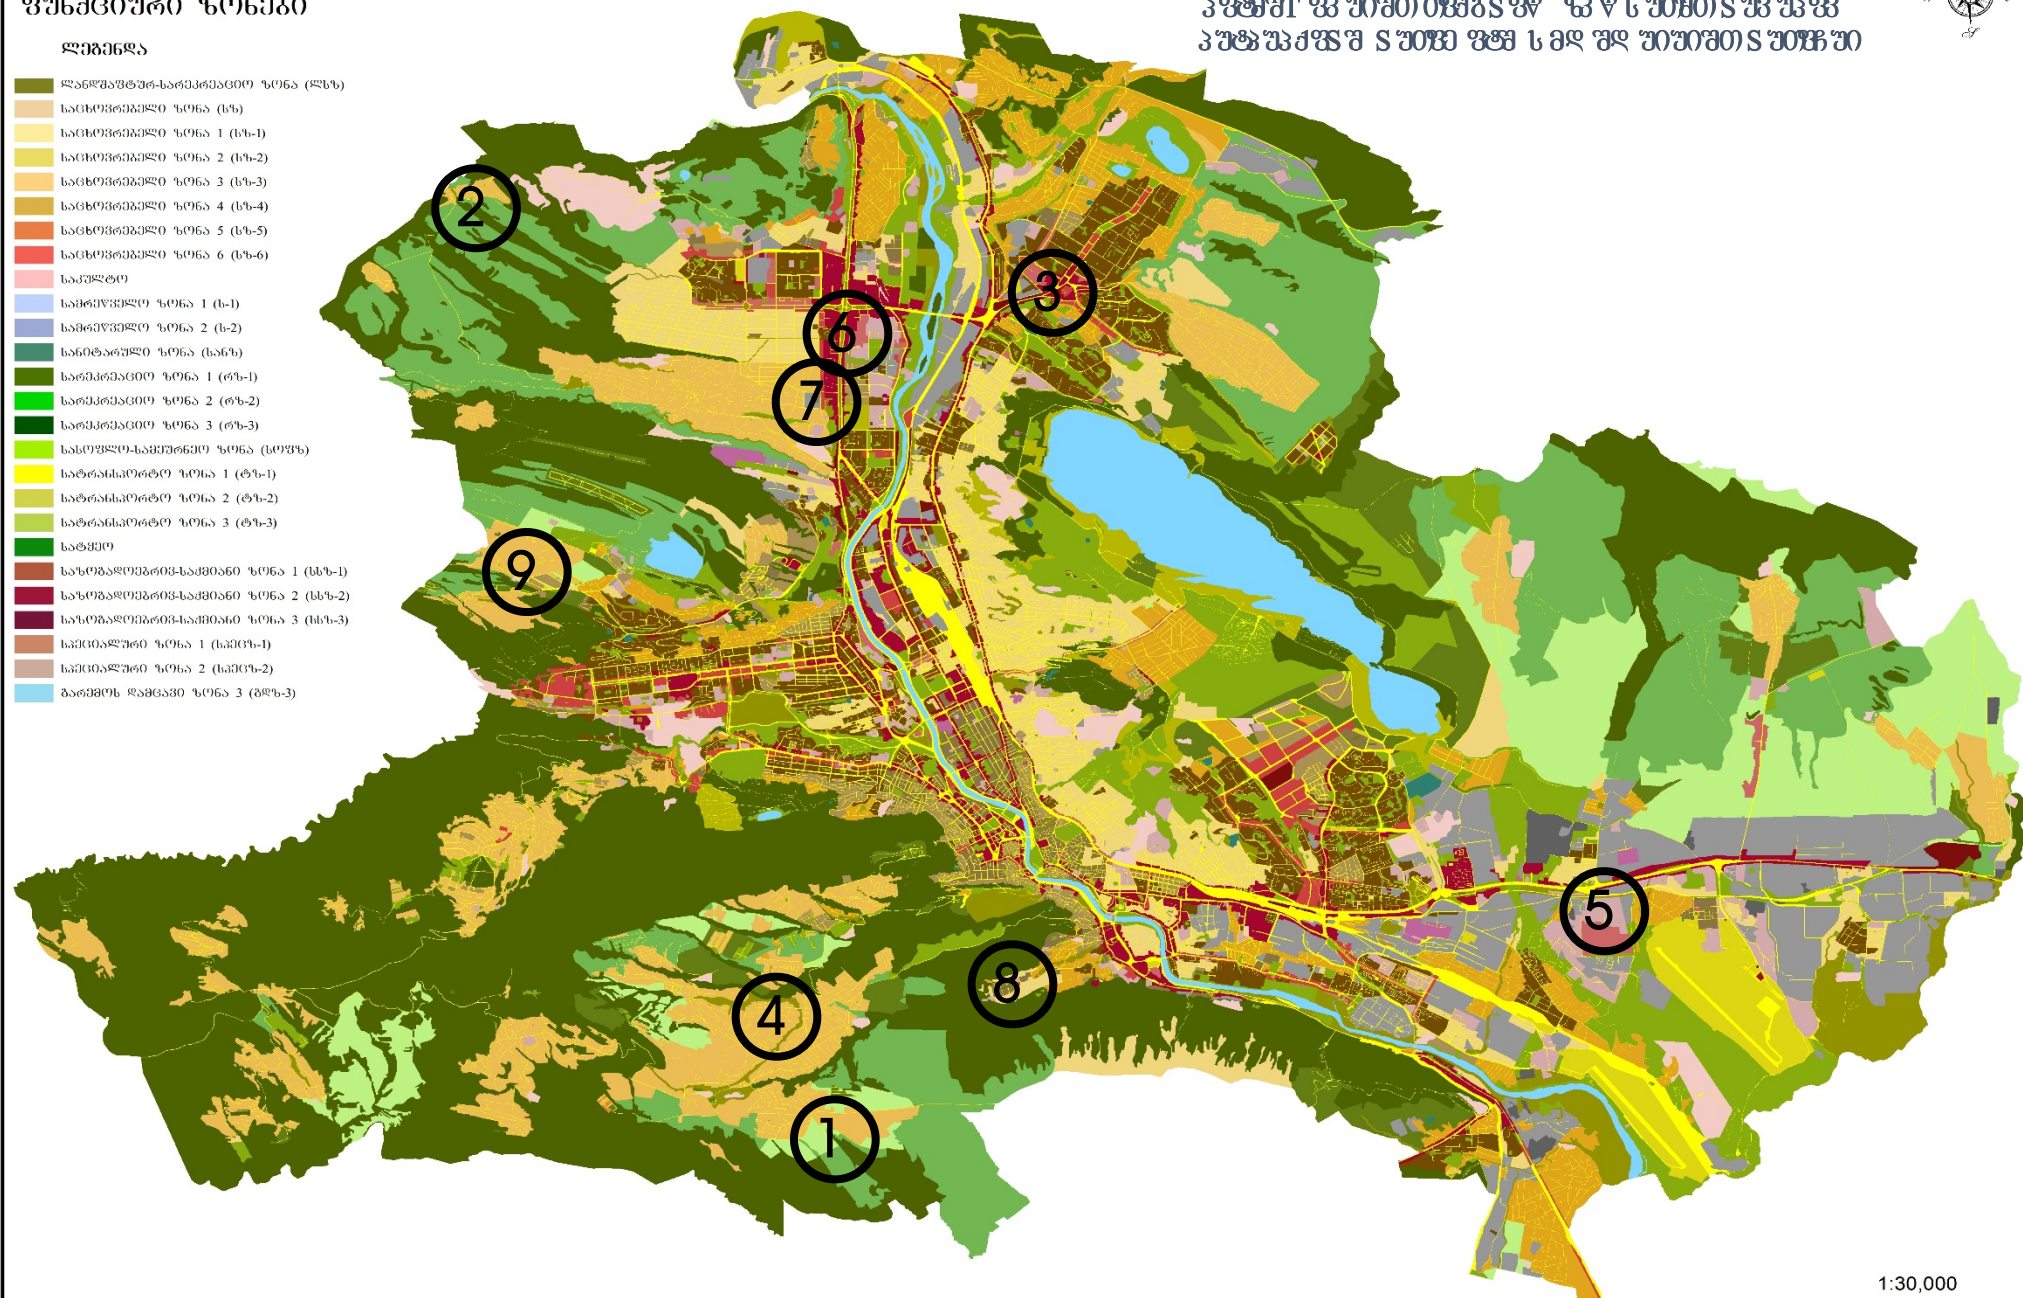 ფუნქციური ზონები
ლეგენდა
ლანდშაფტურ-სარეკრეაციო ზონა (ლსზ)
საცხოვრებელი ზონა (სზ)
საცხოვრებელი ზონა 1 (სზ-1)
საცხოვრებელი ზონა 2 (სზ-2)
საცხოვრებელი ზონა 3 (სზ-3)
საცხოვრებელი ზონა 4 (სზ-4)
საცხოვრებელი ზონა 5 (სზ-5)
საცხოვრებელი ზონა 6 (სზ-6)
საკულტო
სამრეწველო ზონა 1 (ს-1)
სამრეწველო ზონა 2 (ს-2)
სანიტარული ზონა (სანზ)
სარეკრეაციო ზონა 1 (რზ-1)
სარეკრეაციო ზონა 2 (რზ-2)
სარეკრეაციო ზონა 3 (რზ-3)
სასოფლო-სამეურნეო ზონა (სოფზ)
სატრანსპორტო ზონა 1 (ტზ-1)
სატრანსპორტო ზონა 2 (ტზ-2)
სატრანსპორტო ზონა 3 (ტზ-3)
სატყეო
საზოგადოებრივ-საქმიანი ზონა 1 (სსზ-1)
საზოგადოებრივ-საქმიანი ზონა 2 (სსზ-2)
საზოგადოებრივ-საქმიანი ზონა 3 (სსზ-3)
სპეციალური ზონა 1 (სპეცზ-1)
სპეციალური ზონა 2 (სპეცზ-2)
გარემოს დამცავი ზონა 3 (გდზ-3)
2
3
6
7
9
5
8
4
1
1:30,000